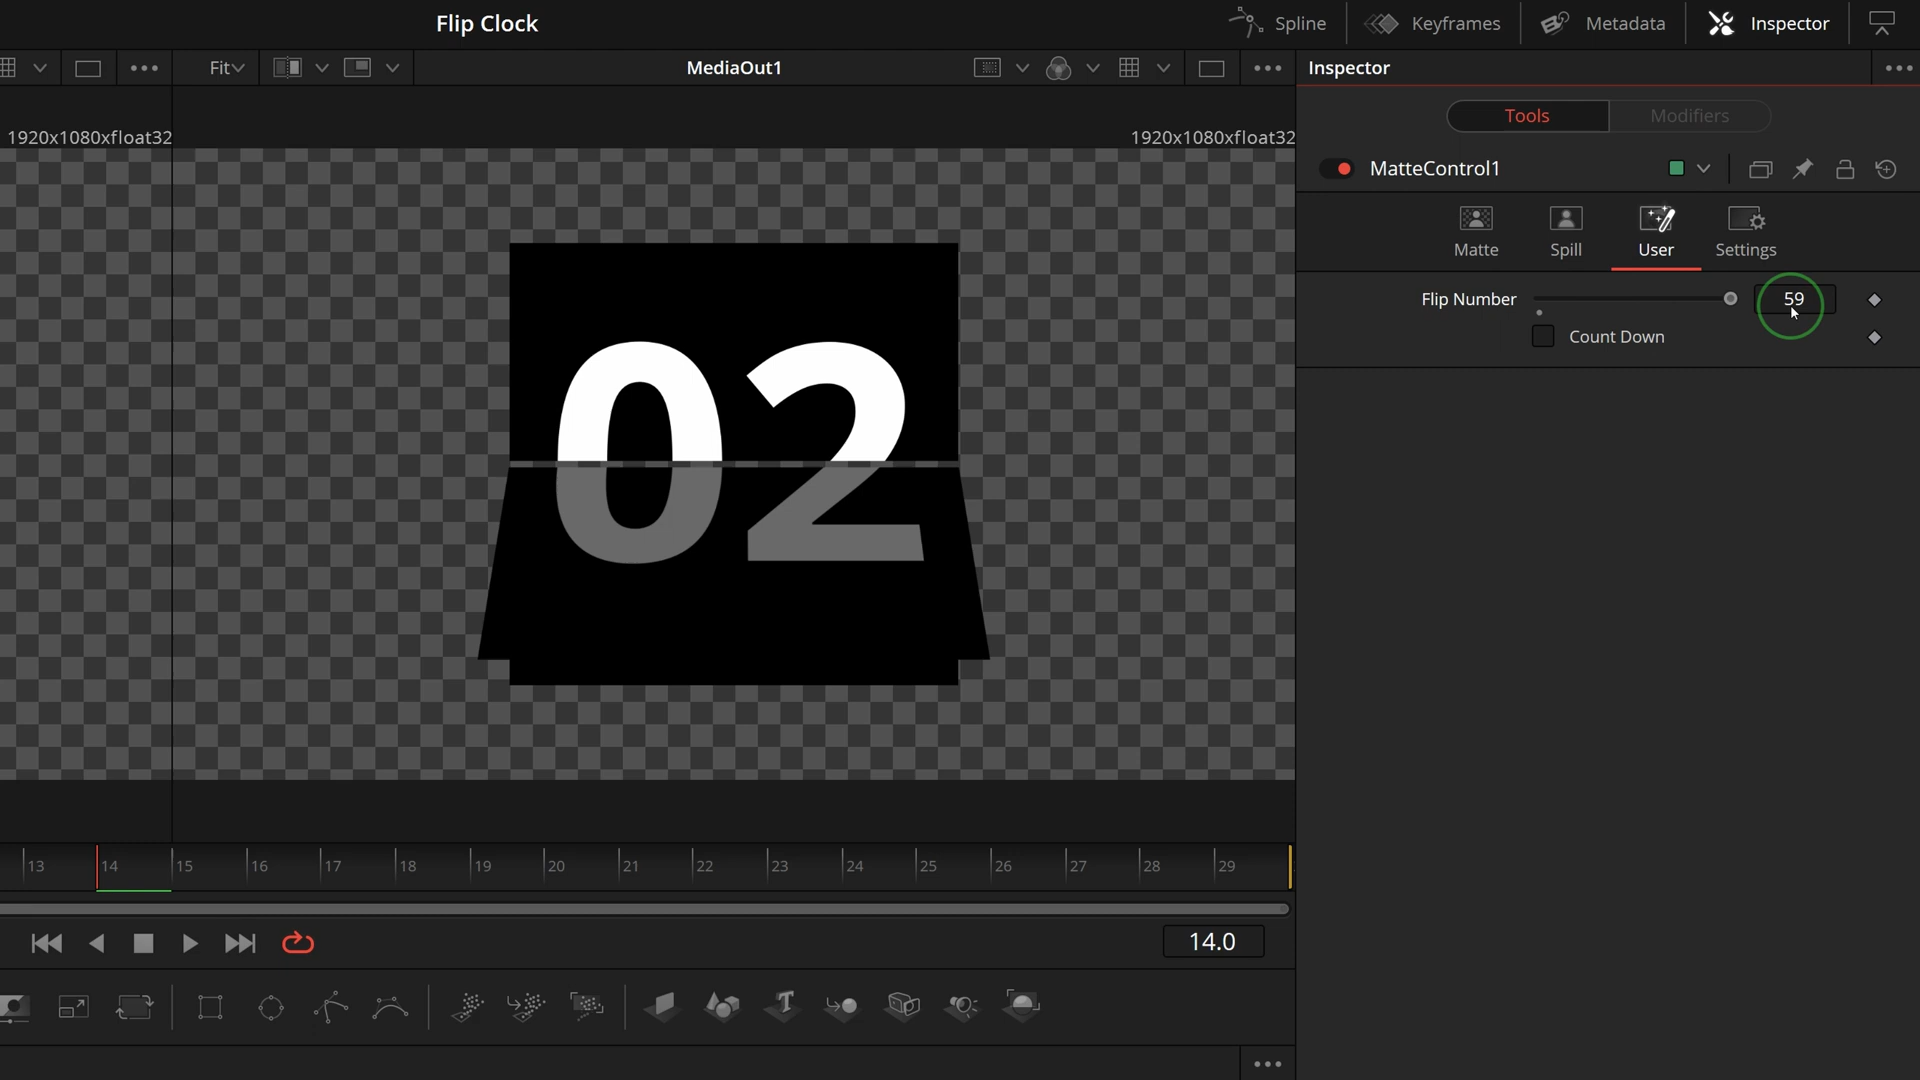 Flip Clock
Spline
Keyframes
Metadata
Inspector
Fit
MediaOut1
Inspector
Tools
Modifiers
1920x1080xfloat32
1920x1080xfloat32
MatteControl1
Matte
Spill
User
Settings
Flip Number
59
Count Down
02
13
14
15
16
17
18
19
20
21
22
23
24
25
26
27
28
29
14.0